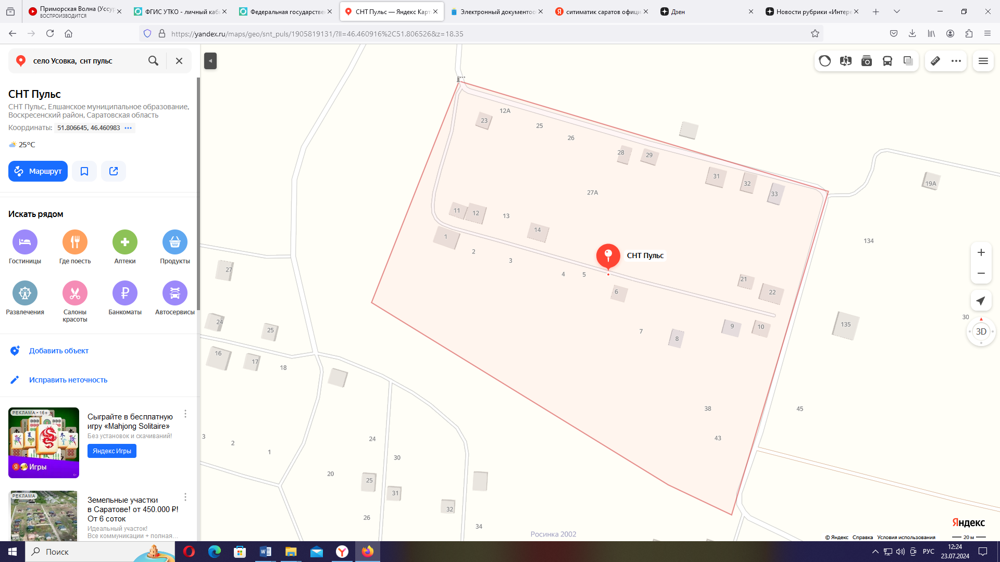 Приморская Волна (Уссур
ВОСПРОИЗВОДИТСЯ
ФГИС УТКО - личный каби
Федеральная государствен
СНТ Пульс — Яндекс Карт
Электронный документоо
ситиматик саратов офици
Дзен
Новости рубрики «Интере
https://yandex.ru/maps/geo/snt_puls/1905819131/?ll=46.460916%2C51.806526&z=18.35
село Усовка, снт пульс
СНТ Пульс
СНТ Пульс, Елшанское муниципальное образование,
Воскресенский район, Саратовская область
Координаты: 51.806645, 46.460983
25°C
Маршрут
Искать рядом
Гостиницы
Где поесть
Аптеки
Продукты
Развлечения
Салоны
красоты
Банкоматы
Автосервисы
Добавить объект
Исправить неточность
РЕКЛАМА • 16+
Игры
Сыграйте в бесплатную
игру «Mahjong Solitaire»
Без установок и скачиваний!
Яндекс Игры
РЕКЛАМА
Земельные участки
в Саратове! от 450.000 ₽!
От 6 соток
Идеальный участок!
Все коммуникации + полная...
12А
23
25
26
28
29
31
32
33
19А
27А
11
12
13
14
1
2
3
134
СНТ Пульс
4
5
6
21
22
27
24
25
7
8
9
10
135
30
3D
16
17
18
38
45
43
3
2
1
24
30
20
25
31
32
26
34
Росинка 2002
Яндекс
© Яндекс Справка Условия использования
20 м
Поиск
РУС
12:24
23.07.2024